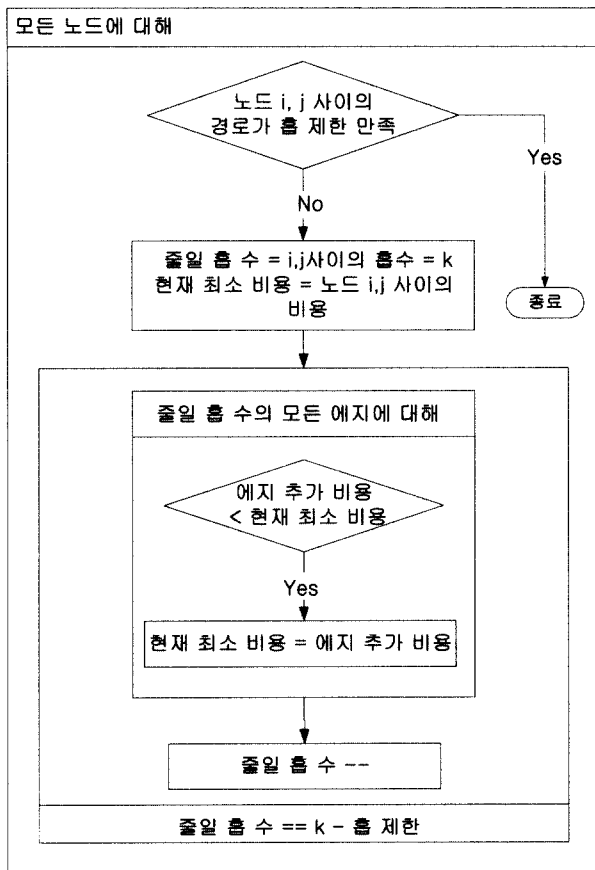 모든 노드에 대해
노드 i, j 사이의
경로가 홉 제한 만족
Yes
No
줄일 홉 수 = i,j사이의 홉수 = k
현재 최소 비용 = 노드 i,j 사이의
비용
종료
줄일 홉 수의 모든 에지에 대해
에지 추가 비용
< 현재 최소 비용
Yes
현재 최소 비용 = 에지 추가 비용
줄일 홉 수 --
줄일 홉 수 == k - 홉 제한